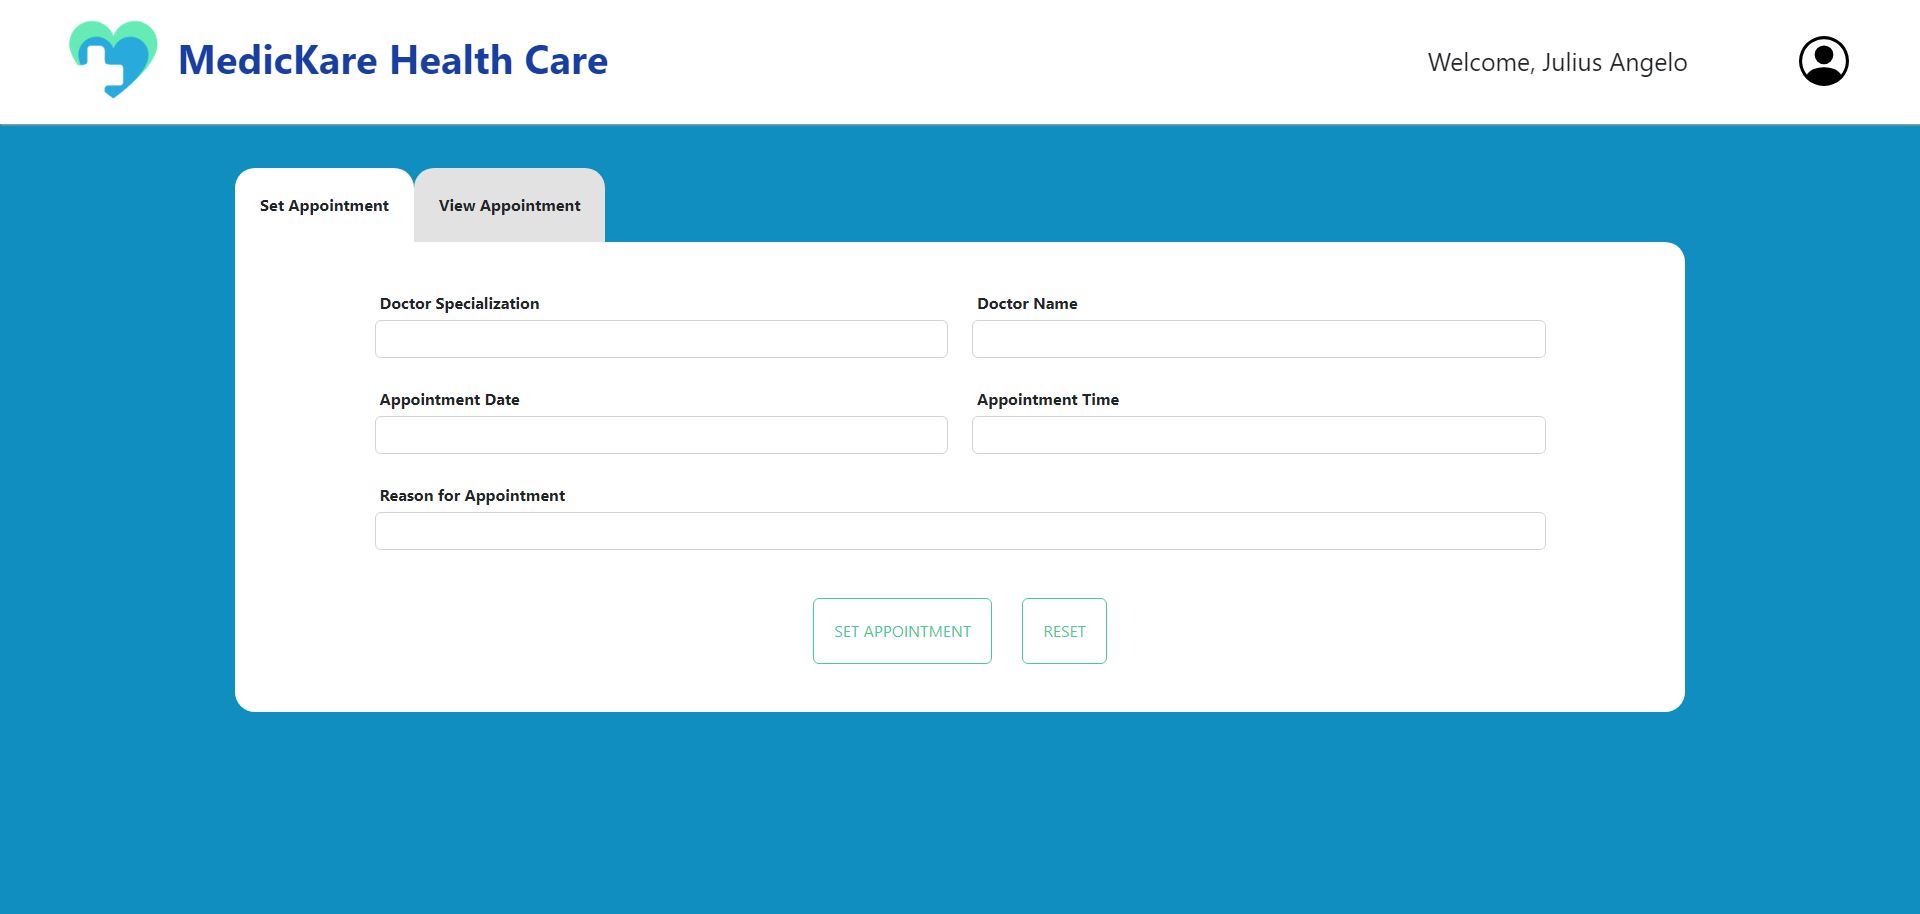 MedicKare Health Care
Welcome, Julius Angelo
Set Appointment
View Appointment
Doctor Specialization
Doctor Name
Appointment Date
Appointment Time
Reason for Appointment
SET APPOINTMENT
RESET